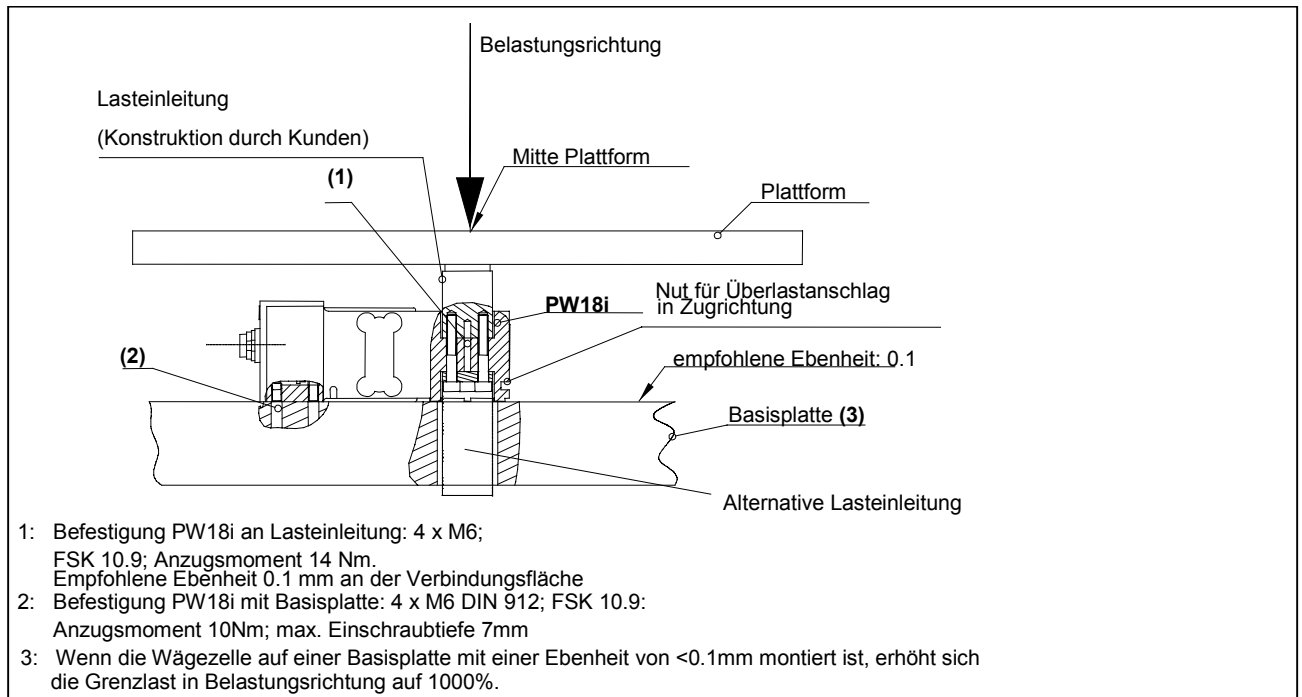 Belastungsrichtung
Lasteinleitung
(Konstruktion durch Kunden)
Mitte Plattform
(1)
Plattform
Nut für Überlastanschlag
in Zugrichtung
PW18i
(2)
empfohlene Ebenheit: 0.1
Basisplatte (3)
Alternative Lasteinleitung
1: Befestigung PW18i an Lasteinleitung: 4 x M6;
FSK 10.9; Anzugsmoment 14 Nm.
Empfohlene Ebenheit 0.1 mm an der Verbindungsfläche
2: Befestigung PW18i mit Basisplatte: 4 x M6 DIN 912; FSK 10.9:
Anzugsmoment 10Nm; max. Einschraubtiefe 7mm
3: Wenn die Wägezelle auf einer Basisplatte mit einer Ebenheit von <0.1mm montiert ist, erhöht sich
die Grenzlast in Belastungsrichtung auf 1000%.